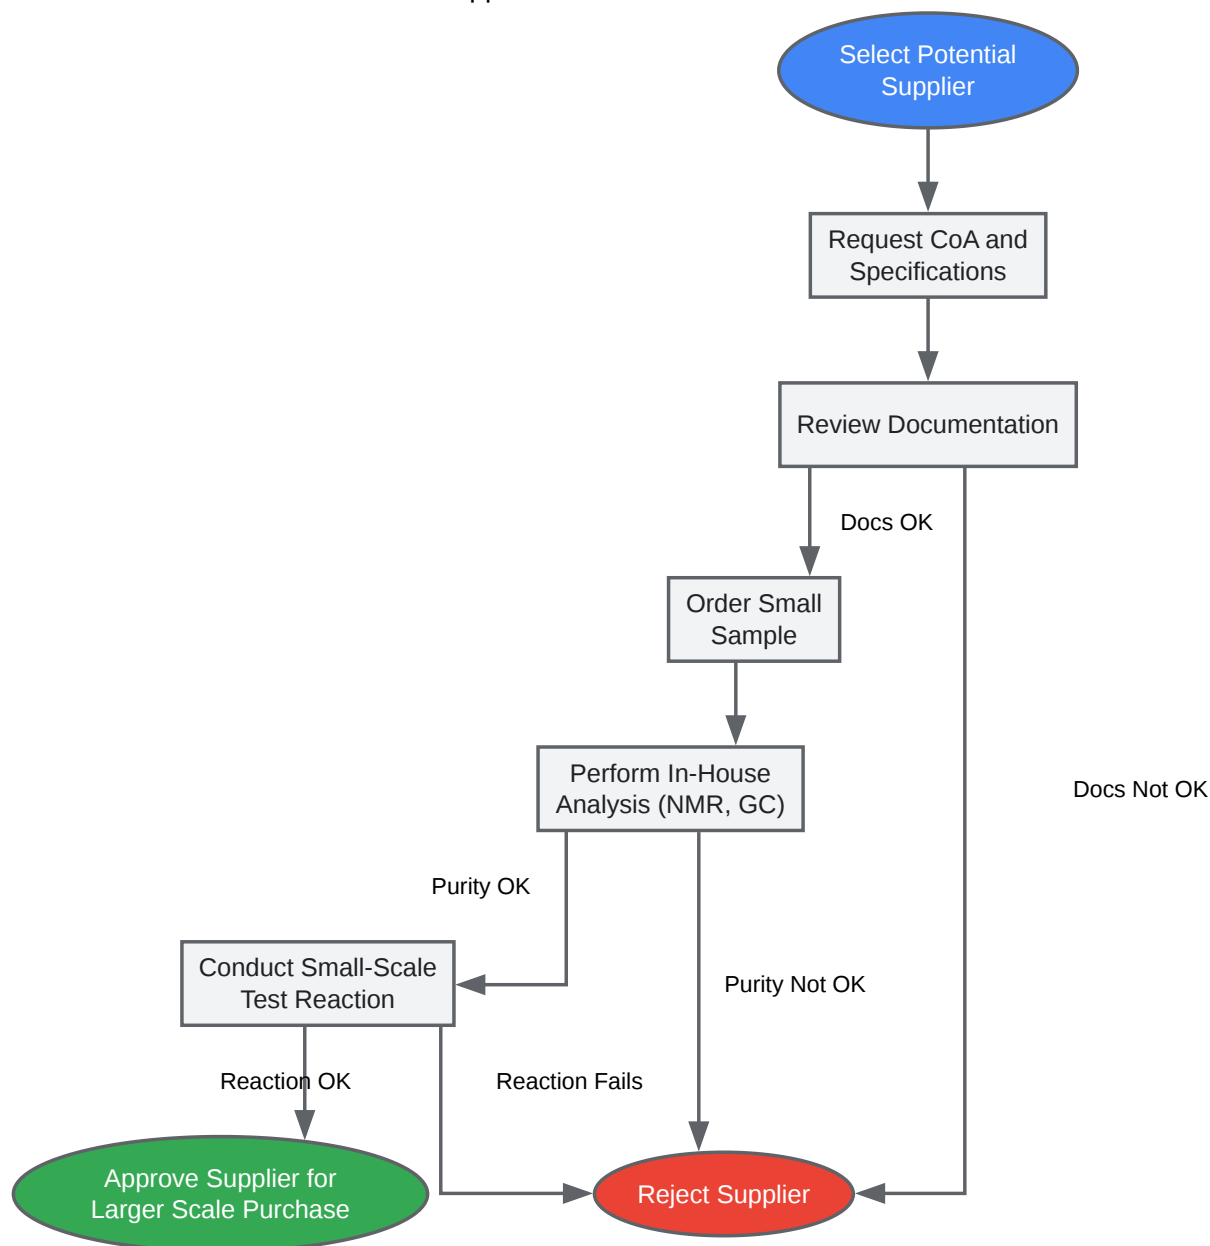 Select Potential
Supplier
Request CoA and
Specifications
Review Documentation
Docs OK
Order Small
Sample
Perform In-House
Analysis (NMR, GC)
Docs Not OK
Purity OK
Conduct Small-Scale
Test Reaction
Purity Not OK
Reaction OK
Reaction Fails
Approve Supplier for
Larger Scale Purchase
Reject Supplier